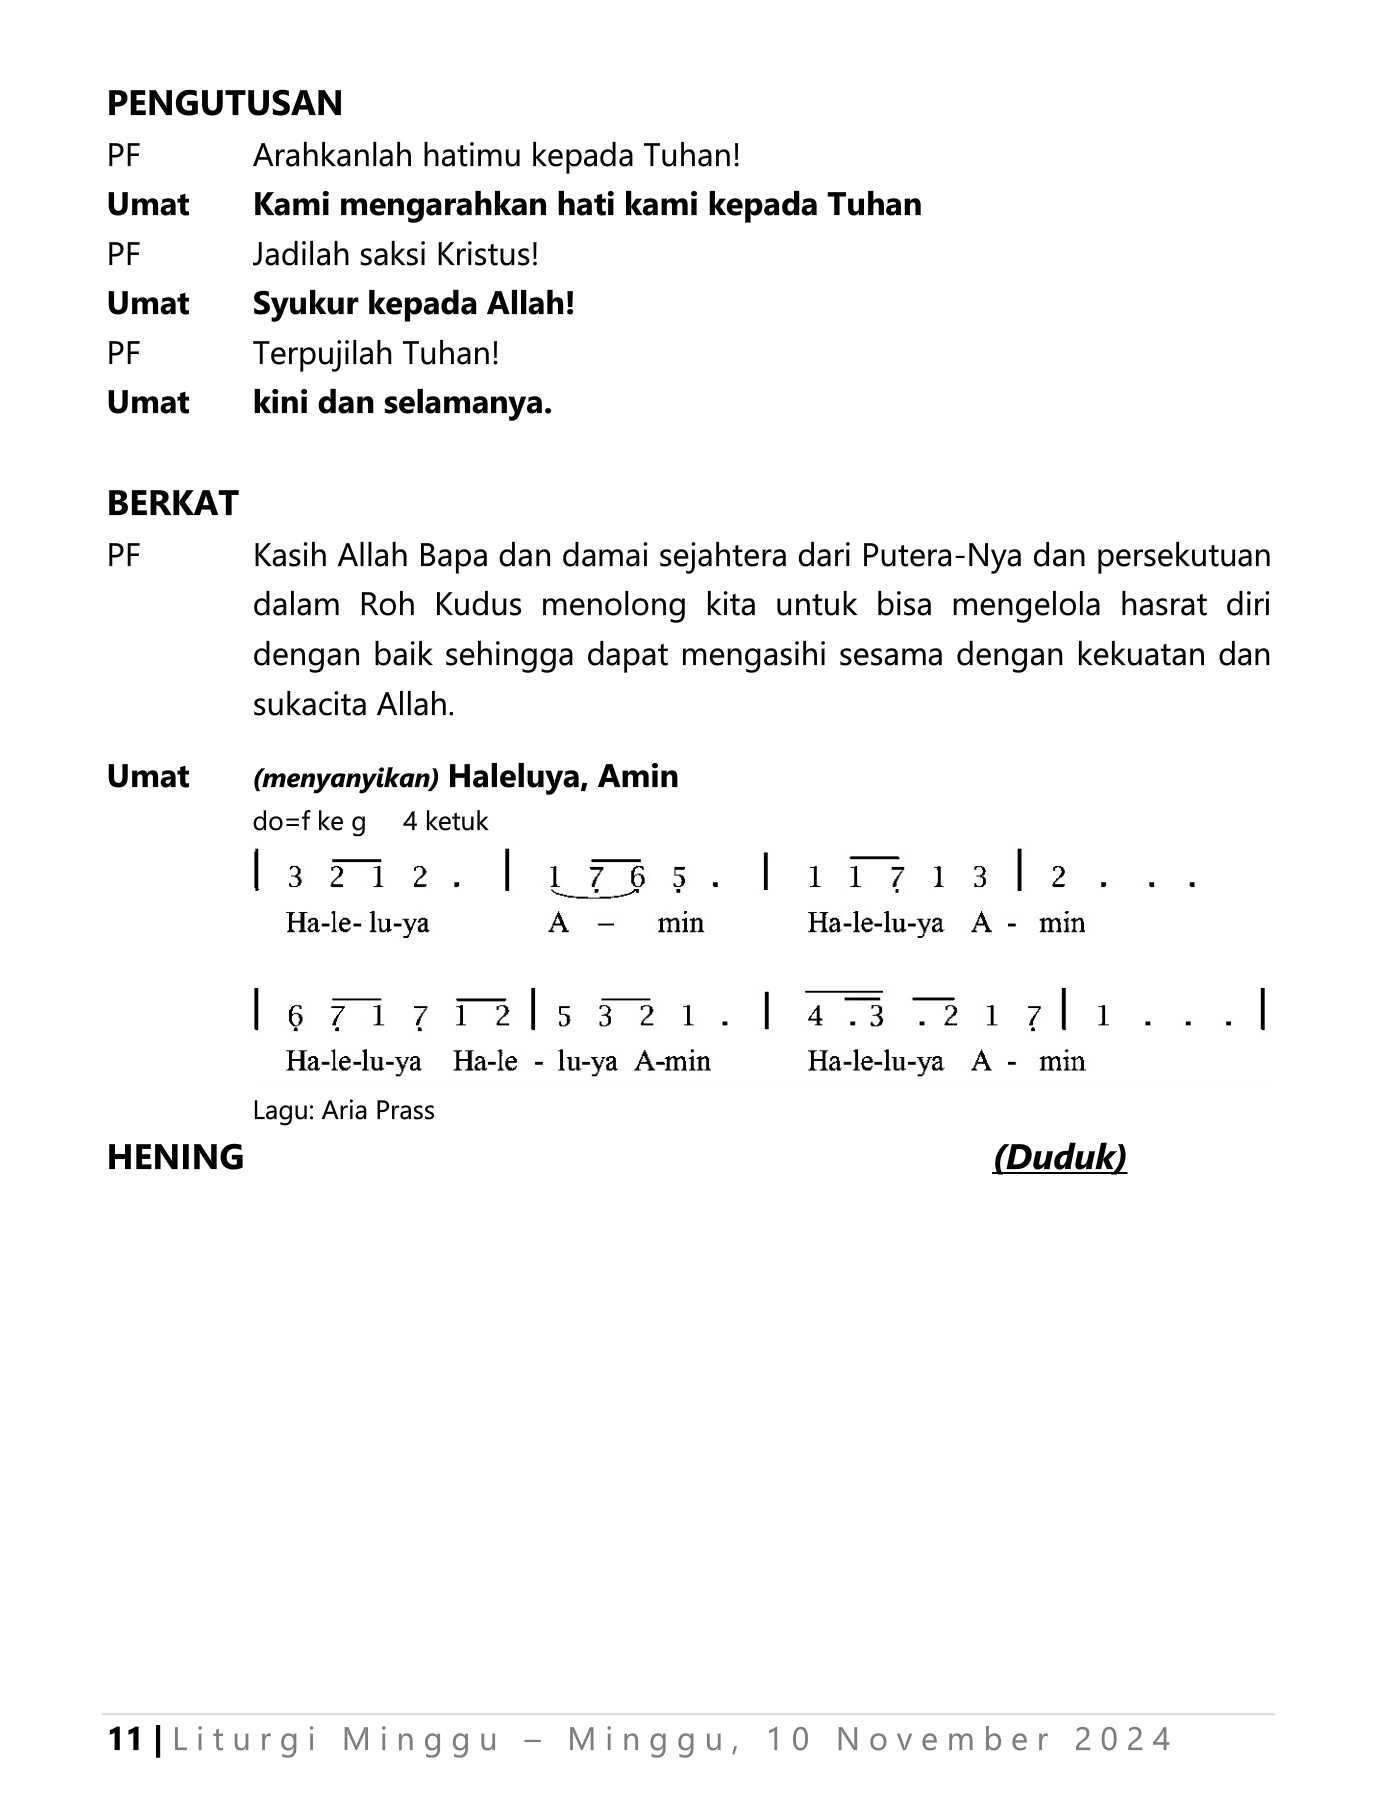 PENGUTUSAN
PF Arahkanlah hatimu kepada Tuhan!
Umat Kami mengarahkan hati kami kepada Tuhan
PF Jadilah saksi Kristus!
Umat Syukur kepada Allah!
PF Terpujilah Tuhan!
Umat kini dan selamanya.
BERKAT
PF Kasih Allah Bapa dan damai sejahtera dari Putera-Nya dan persekutuan
dalam Roh Kudus menolong kita untuk bisa mengelola hasrat diri
dengan baik sehingga dapat mengasihi sesama dengan kekuatan dan
sukacita Allah.
Umat (menyanyikan) Haleluya, Amin
do=f ke g 4 ketuk
| 3 2 1 2 . | 1 7̣ 6̣ 5̣ . | 1 1 7̣ 1 3 | 2 . . .
Ha-le- lu-ya A – min Ha-le-lu-ya A - min
| 6̣ 7̣ 1 7̣ 1 2 | 5 3 2 1 . | 4 . 3 . 2 1 7̣ | 1 . . . |
Ha-le-lu-ya Ha-le - lu-ya A-min Ha-le-lu-ya A - min
Lagu: Aria Prass
HENING (Duduk)
11 | Liturgi Minggu – Minggu, 10 November 2024